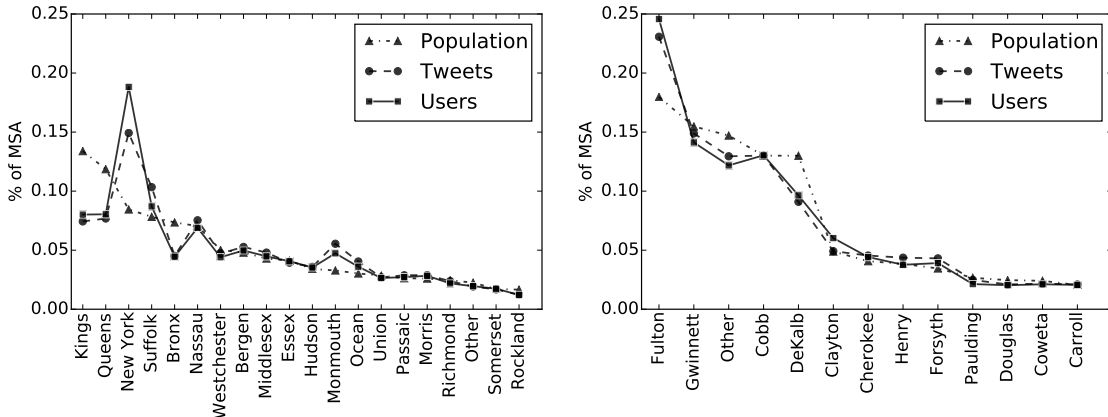 % of MSA
0.25
0.20
0.15
0.10
0.05
0.00
Population
Tweets
Users
Kings
Queens
New York
Suffolk
Bronx
Nassau
Westchester
Bergen
Middlesex
Essex
Hudson
Monmouth
Ocean
Union
Passaic
Morris
Richmond
Other
Somerset
Rockland
% of MSA
0.25
0.20
0.15
0.10
0.05
0.00
Population
Tweets
Users
Fulton
Gwinnett
Other
Cobb
DeKalb
Clayton
Cherokee
Henry
Forsyth
Paulding
Douglas
Coweta
Carroll